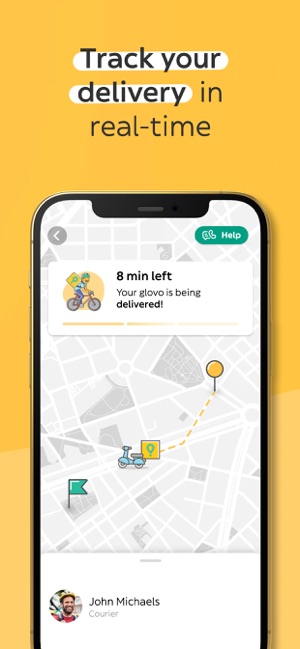 Track your
delivery in
real-time
Help
8 min left
Your glovo is being
delivered!
John Michaels
Courier